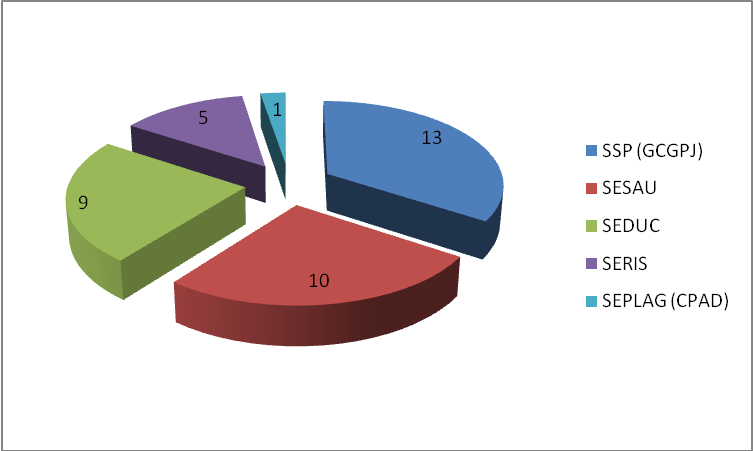 1
5
13
9
10
SSP (GCGPJ)
SESAU
SEDUC
SERIS
SEPLAG (CPAD)